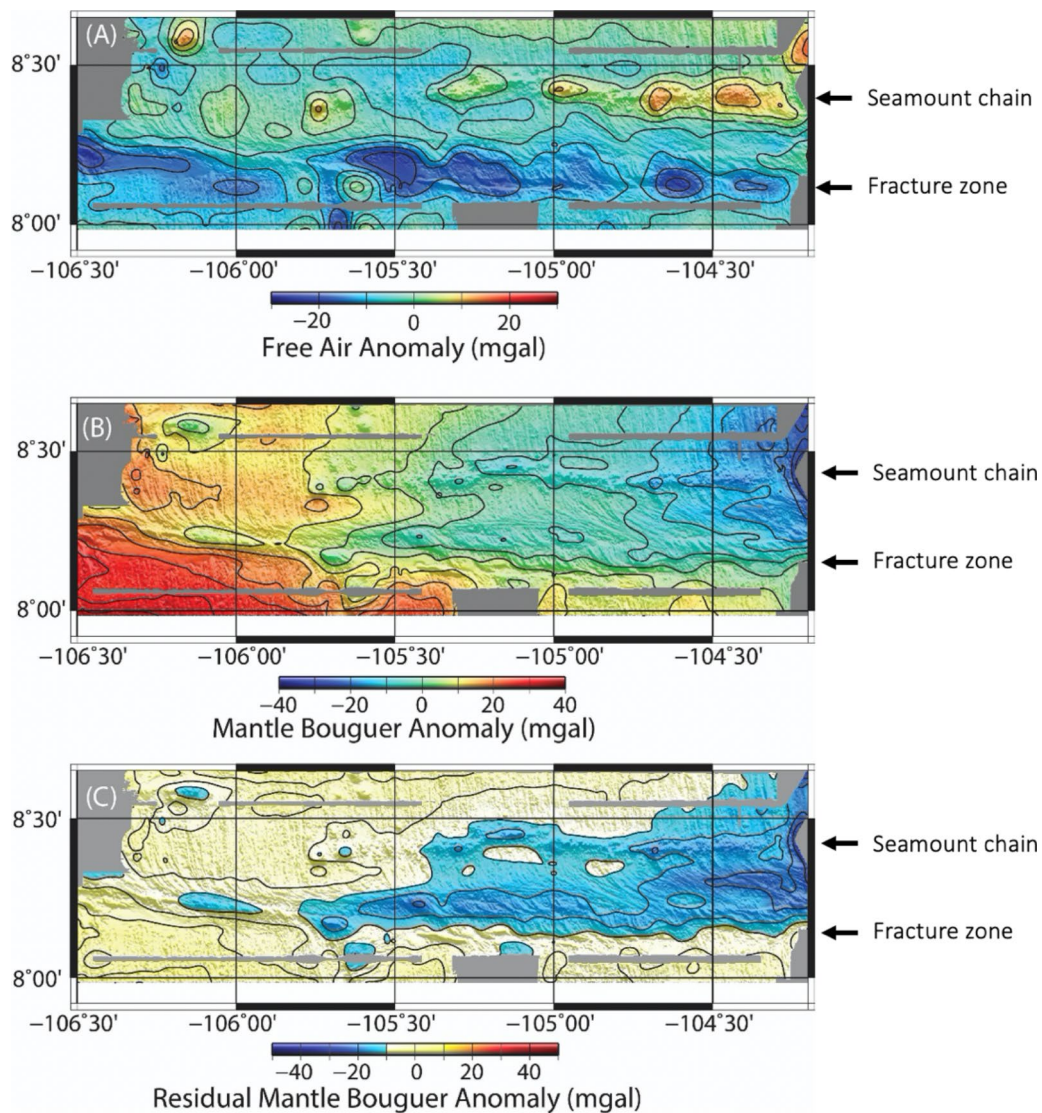 (A)
8°30'
8°00'
Seamount chain
Fracture zone
−106°30' −106°00' −105°30' −105°00' −104°30'
−20 0 20
Free Air Anomaly (mgal)
(B)
8°30'
8°00'
Seamount chain
Fracture zone
−106°30' −106°00' −105°30' −105°00' −104°30'
−40 −20 0 20 40
Mantle Bouguer Anomaly (mgal)
(C)
8°30'
8°00'
Seamount chain
Fracture zone
−106°30' −106°00' −105°30' −105°00' −104°30'
−40 −20 0 20 40
Residual Mantle Bouguer Anomaly (mgal)